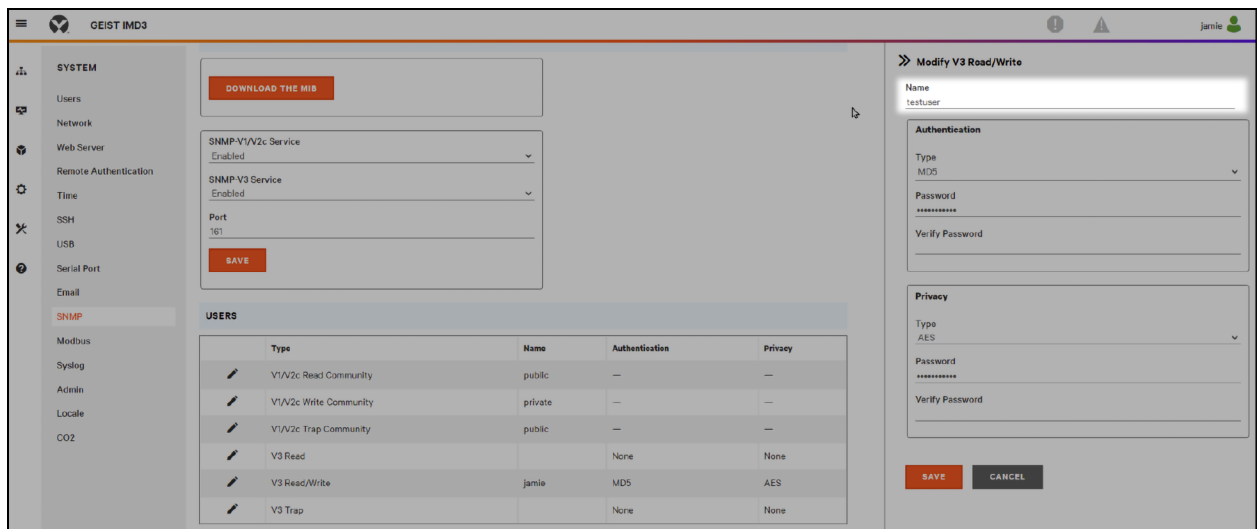 GEIST IMD3
jamie
SYSTEM
Users
Network
Web Server
Remote Authentication
Time
SSH
USB
Serial Port
Email
SNMP
Modbus
Syslog
Admin
Locale
CO2
DOWNLOAD THE MIB
SNMP-V1/V2c Service
Enabled
SNMP-V3 Service
Enabled
Port
161
SAVE
USERS
Type Name Authentication Privacy
V1/V2c Read Community public — —
V1/V2c Write Community private — —
V1/V2c Trap Community public — —
V3 Read None None
V3 Read/Write jamie MD5 AES
V3 Trap None None
Modify V3 Read/Write
Name
testuser
Authentication
Type
MD5
Password
•••••••••••
Verify Password
Privacy
Type
AES
Password
•••••••••••
Verify Password
SAVE CANCEL